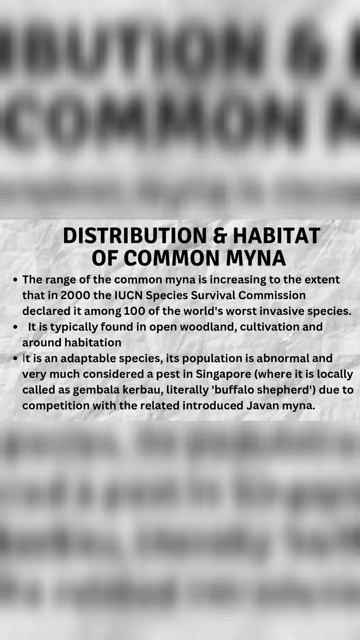 DISTRIBUTION & HABITAT
OF COMMON MYNA
• The range of the common myna is increasing to the extent
that in 2000 the IUCN Species Survival Commission
declared it among 100 of the world's worst invasive species.
• It is typically found in open woodland, cultivation and
around habitation
• It is an adaptable species, its population is abnormal and
very much considered a pest in Singapore (where it is locally
called as gembala kerbau, literally 'buffalo shepherd') due to
competition with the related introduced Javan myna.